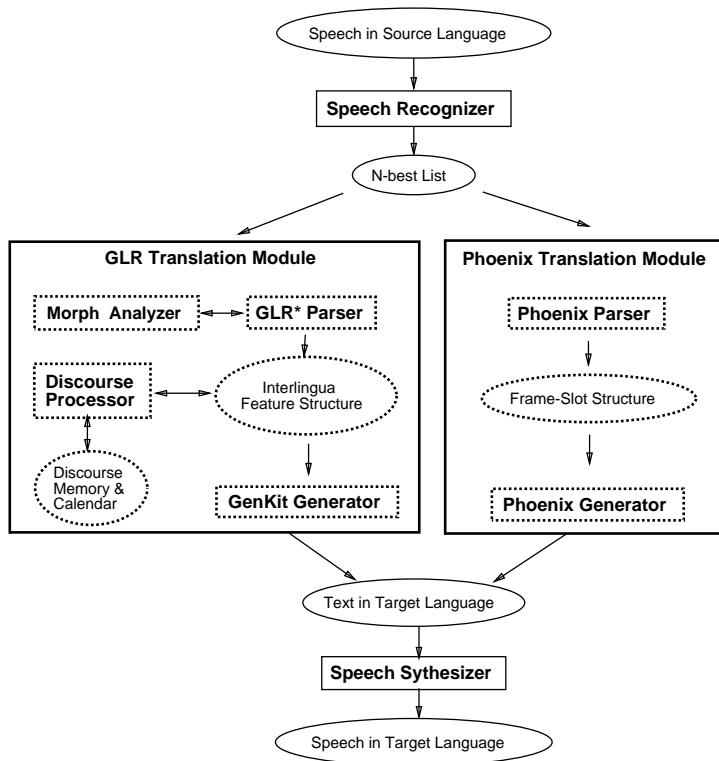 Speech in Source Language
Speech Recognizer
N-best List
GLR Translation Module
Morph Analyzer
GLR* Parser
Discourse
Processor
Interlingua
Feature Structure
Discourse
Memory &
Calendar
GenKit Generator
Phoenix Translation Module
Phoenix Parser
Frame-Slot Structure
Phoenix Generator
Text in Target Language
Speech Sythesizer
Speech in Target Language